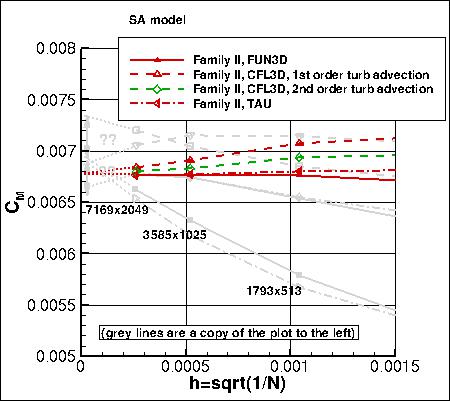 SA model
Family II, FUN3D
Family II, CFL3D, 1st order turb advection
Family II, CFL3D, 2nd order turb advection
Family II, TAU
0.008
0.0075
0.007
0.0065
0.006
0.0055
0.005
CM
??
7169x2049
3585x1025
1793x513
(grey lines are a copy of the plot to the left)
0
0.0005
0.001
0.0015
h=sqrt(1/N)